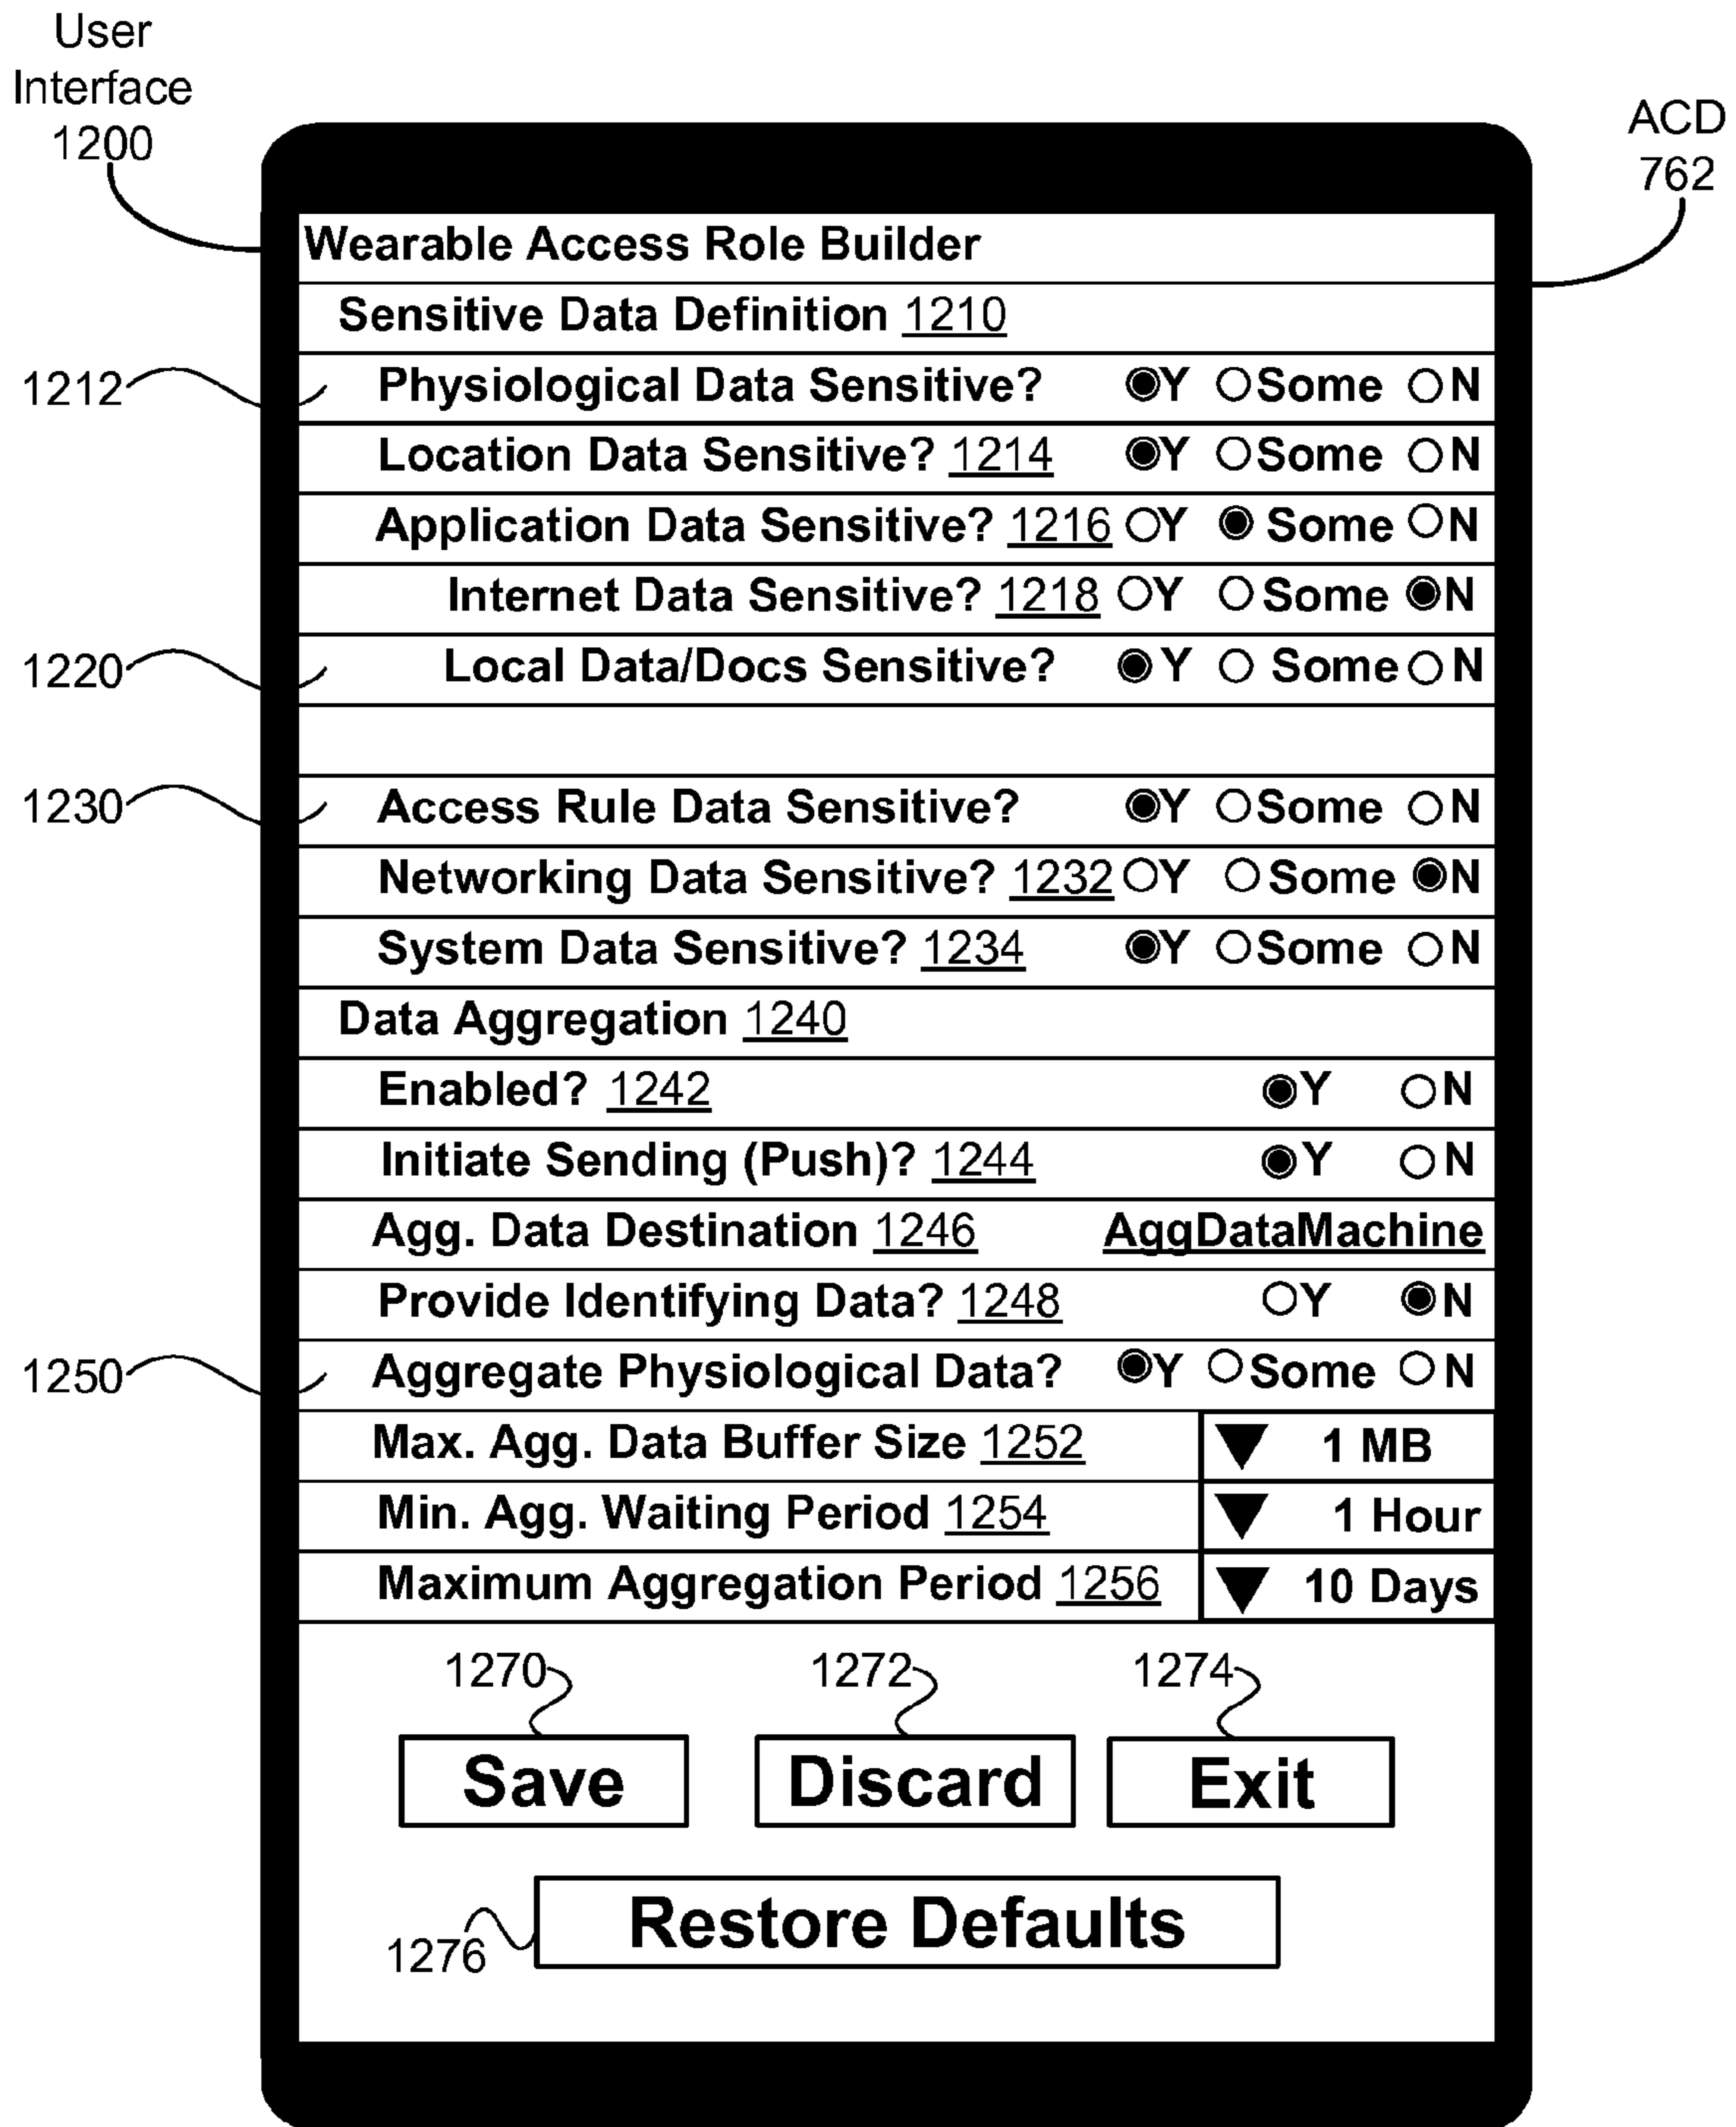 User
Interface
1200
ACD
762
Wearable Access Role Builder
Sensitive Data Definition 1210
1212 Physiological Data Sensitive? Y Some N
Location Data Sensitive? 1214 Y Some N
Application Data Sensitive? 1216 Y Some N
Internet Data Sensitive? 1218 Y Some N
1220 Local Data/Docs Sensitive? Y Some N
1230 Access Rule Data Sensitive? Y Some N
Networking Data Sensitive? 1232 Y Some N
System Data Sensitive? 1234 Y Some N
Data Aggregation 1240
Enabled? 1242 Y N
Initiate Sending (Push)? 1244 Y N
Agg. Data Destination 1246 AggDataMachine
Provide Identifying Data? 1248 Y N
1250 Aggregate Physiological Data? Y Some N
Max. Agg. Data Buffer Size 1252 1 MB
Min. Agg. Waiting Period 1254 1 Hour
Maximum Aggregation Period 1256 10 Days
1270 1272 1274
Save Discard Exit
Restore Defaults
1276